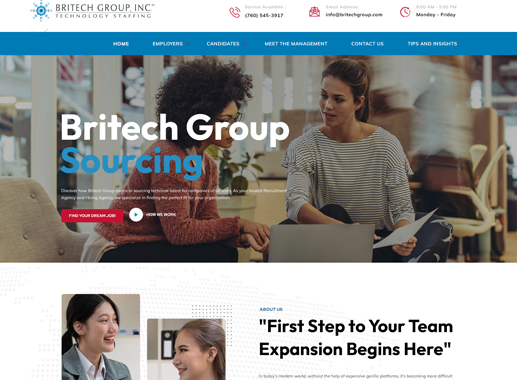 BRITECH GROUP, INC.™
TECHNOLOGY STAFFING
Service Available :
(760) 545-3917
Email Address:
info@britechgroup.com
8:00 AM - 5:00 PM
Monday - Friday
HOME EMPLOYERS CANDIDATES MEET THE MANAGEMENT CONTACT US TIPS AND INSIGHTS
Britech Group
Sourcing
Discover how Britech Group in sourcing technical talent for companies of all sizes. As your trusted Recruitment
Agency and Hiring Agency, we specialize in finding the perfect fit for your organization.
FIND YOUR DREAM JOB!
HOW WE WORK
ABOUT US
"First Step to Your Team
Expansion Begins Here"
In today's modern world, without the help of expensive gorilla platforms, it's becoming more difficult